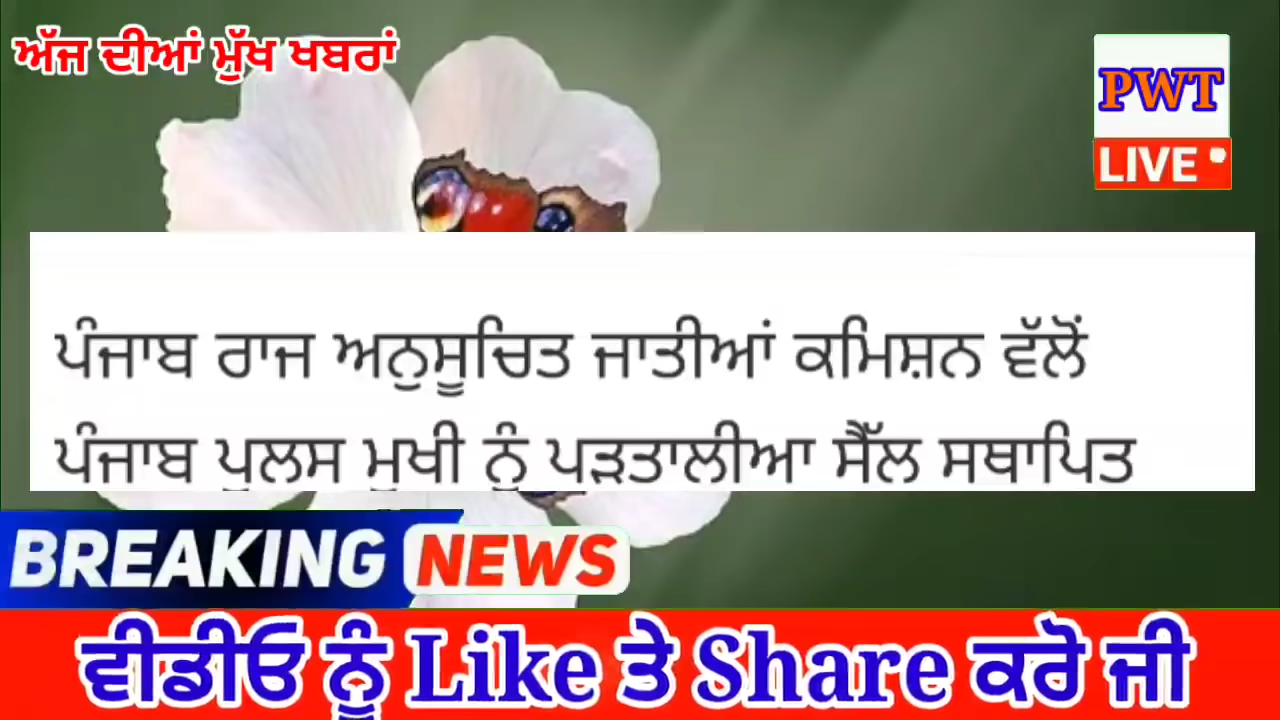 ਅੱਜ ਦੀਆਂ ਮੁੱਖ ਖਬਰਾਂ
PWT
LIVE
ਪੰਜਾਬ ਰਾਜ ਅਨੁਸੂਚਿਤ ਜਾਤੀਆਂ ਕਮਿਸ਼ਨ ਵੱਲੋਂ
ਪੰਜਾਬ ਪੁਲਸ ਮੁਖੀ ਨੂੰ ਪੜਤਾਲੀਆ ਸੈੱਲ ਸਥਾਪਿਤ
BREAKING NEWS
ਵੀਡੀਓ ਨੂੰ Like ਤੇ Share ਕਰੋ ਜੀ